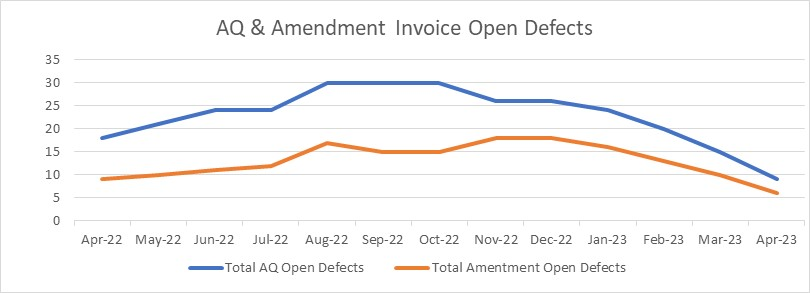 AQ & Amendment Invoice Open Defects
35
30
25
20
15
10
5
0
Apr-22 May-22 Jun-22 Jul-22 Aug-22 Sep-22 Oct-22 Nov-22 Dec-22 Jan-23 Feb-23 Mar-23 Apr-23
Total AQ Open Defects Total Amentment Open Defects